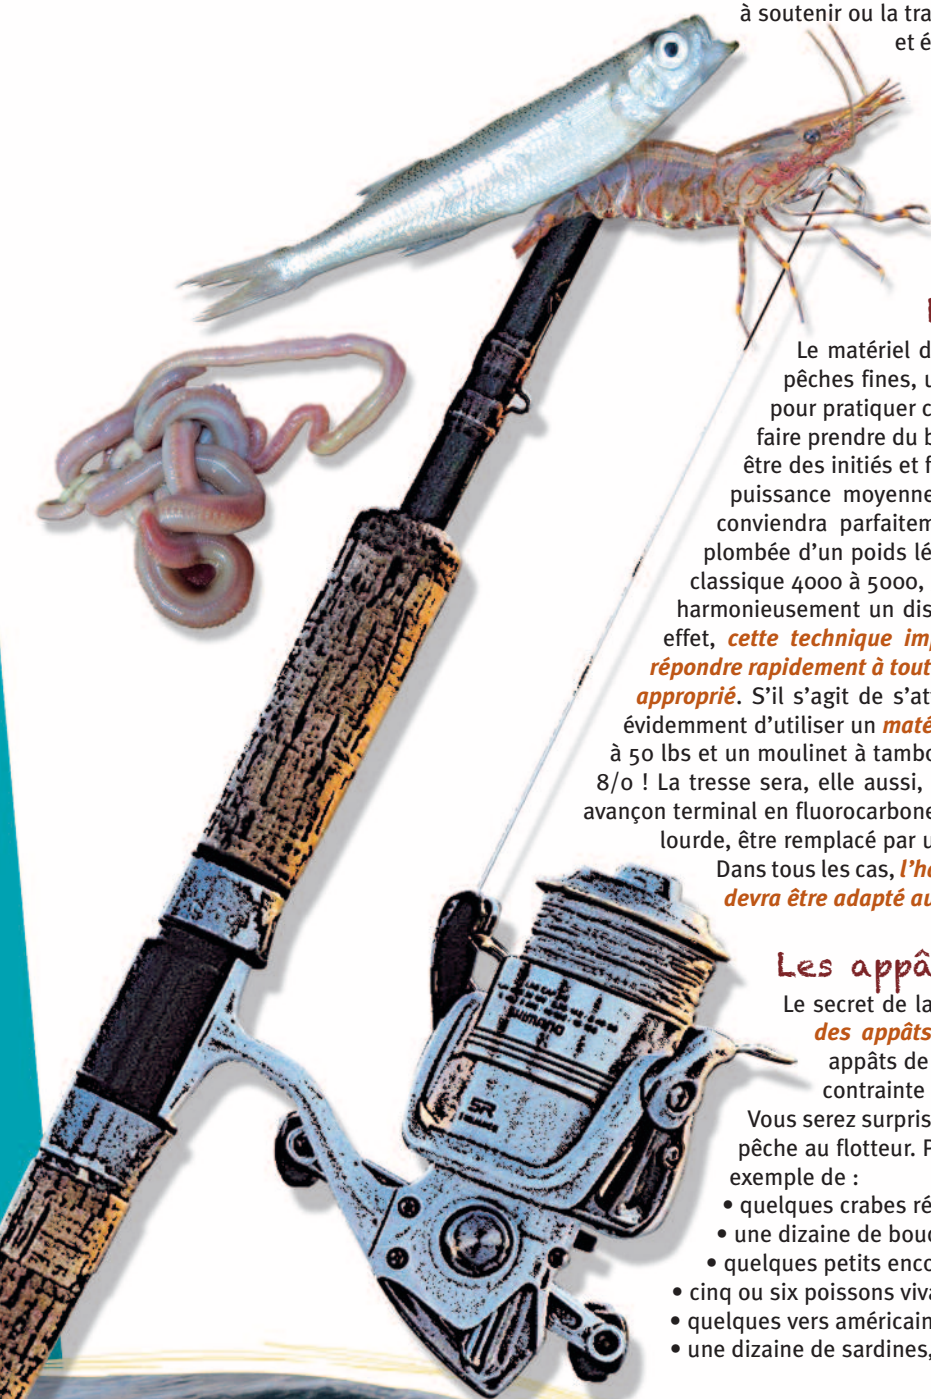 à soutenir ou la tra
et é
Le matériel d
pêches fines, u
pour pratiquer c
faire prendre du b
être des initiés et f
puissance moyenne
conviendra parfaitem
plombée d'un poids lé
classique 4000 à 5000,
harmonieusement un dis
effet, cette technique im
répondre rapidement à tout
approprié. S'il s'agit de s'at
évidemment d'utiliser un maté
à 50 lbs et un moulinet à tambo
8/0 ! La tresse sera, elle aussi,
avançon terminal en fluorocarbone
lourde, être remplacé par u
Dans tous les cas, l'ha
devra être adapté au
Les appâ
Le secret de la
des appâts
appâts de
contrainte
Vous serez surpris
pêche au flotteur. P
exemple de :
• quelques crabes ré
• une dizaine de bouc
• quelques petits enco
• cinq ou six poissons viva
• quelques vers américain
• une dizaine de sardines,
SR